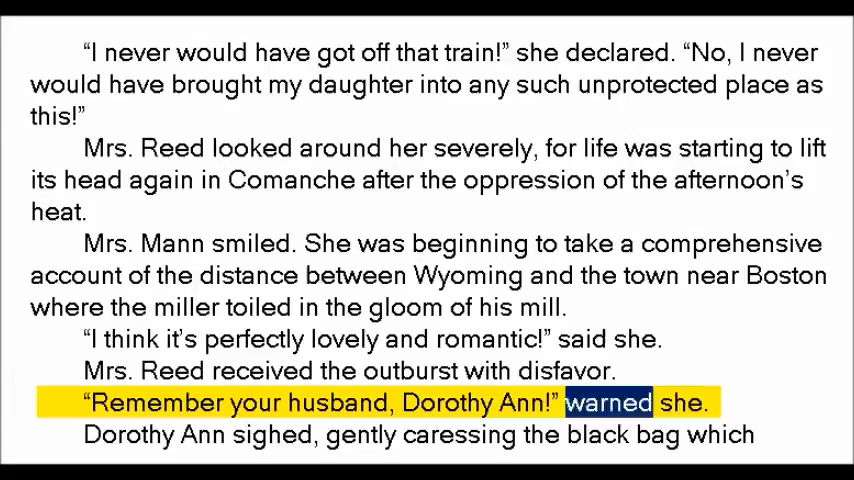 “I never would have got off that train!” she declared. “No, I never
would have brought my daughter into any such unprotected place as
this!”
Mrs. Reed looked around her severely, for life was starting to lift
its head again in Comanche after the oppression of the afternoon’s
heat.
Mrs. Mann smiled. She was beginning to take a comprehensive
account of the distance between Wyoming and the town near Boston
where the miller toiled in the gloom of his mill.
“I think it’s perfectly lovely and romantic!” said she.
Mrs. Reed received the outburst with disfavor.
“Remember your husband, Dorothy Ann!” warned she.
Dorothy Ann sighed, gently caressing the black bag which